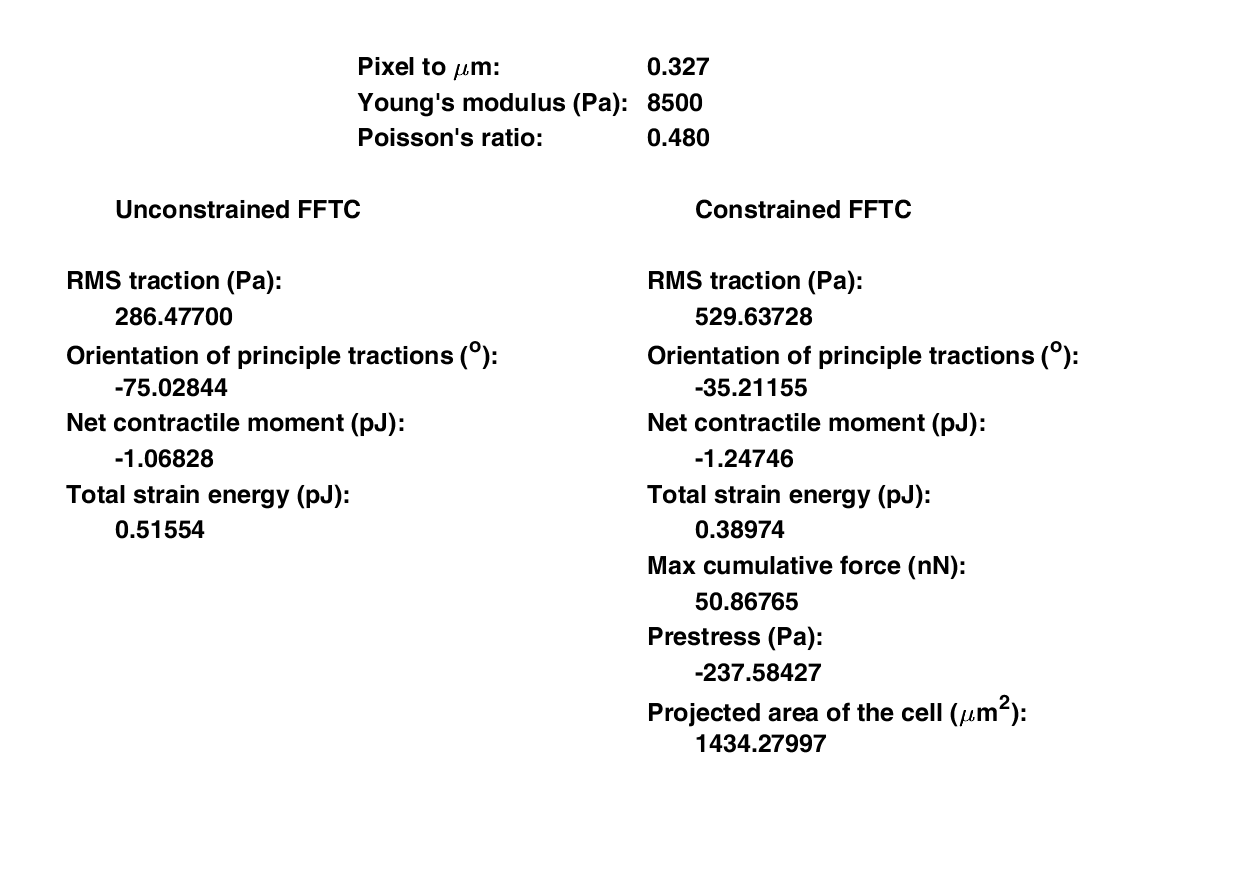 Pixel to μm: 0.327
Young's modulus (Pa): 8500
Poisson's ratio: 0.480
Unconstrained FFTC
RMS traction (Pa):
286.47700
Orientation of principle tractions (o):
-75.02844
Net contractile moment (pJ):
-1.06828
Total strain energy (pJ):
0.51554
Constrained FFTC
RMS traction (Pa):
529.63728
Orientation of principle tractions (o):
-35.21155
Net contractile moment (pJ):
-1.24746
Total strain energy (pJ):
0.38974
Max cumulative force (nN):
50.86765
Prestress (Pa):
-237.58427
Projected area of the cell (μm²):
1434.27997